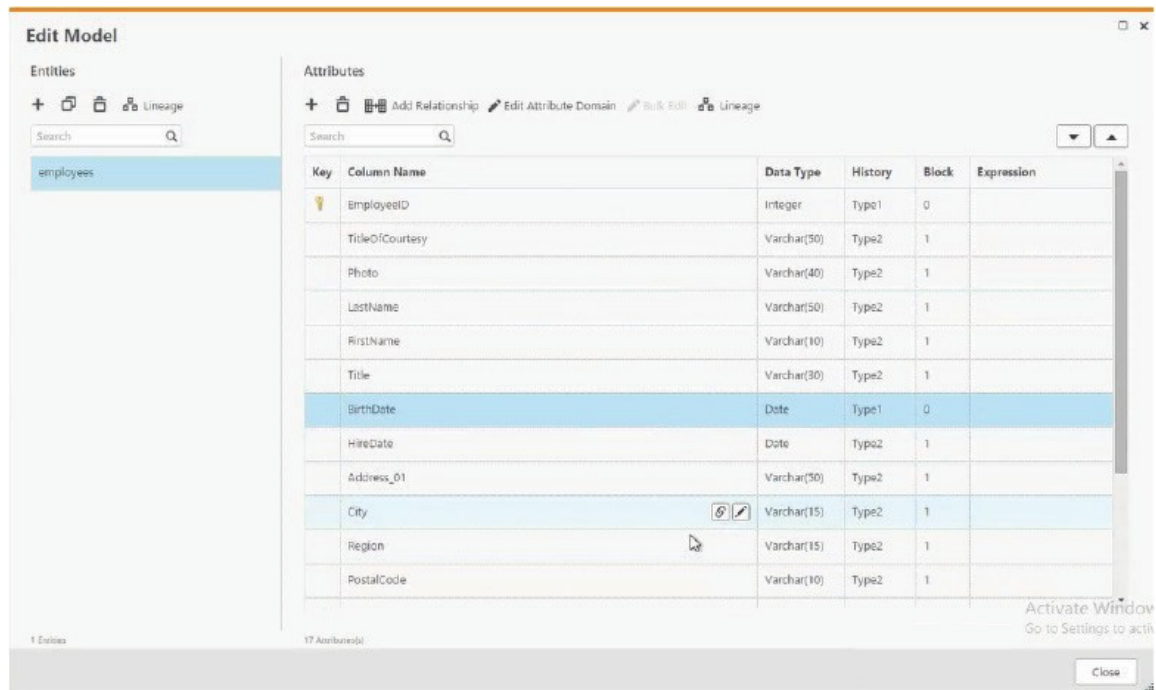 Edit Model
Entities
Lineage
Search
employees
1 Entities
Attributes
Add Relationship Edit Attribute Domain Bulk Edit Lineage
Search
Key Column Name Data Type History Block Expression
EmployeeID Integer Type1 0
TitleOfCourtesy Varchar(50) Type2 1
Photo Varchar(40) Type2 1
LastName Varchar(50) Type2 1
FirstName Varchar(10) Type2 1
Title Varchar(30) Type2 1
BirthDate Date Type1 0
HireDate Date Type2 1
Address_01 Varchar(50) Type2 1
City Varchar(15) Type2 1
Region Varchar(15) Type2 1
PostalCode Varchar(10) Type2 1
17 Attributes(s)
Activate Window
Go to Settings to activ
Close